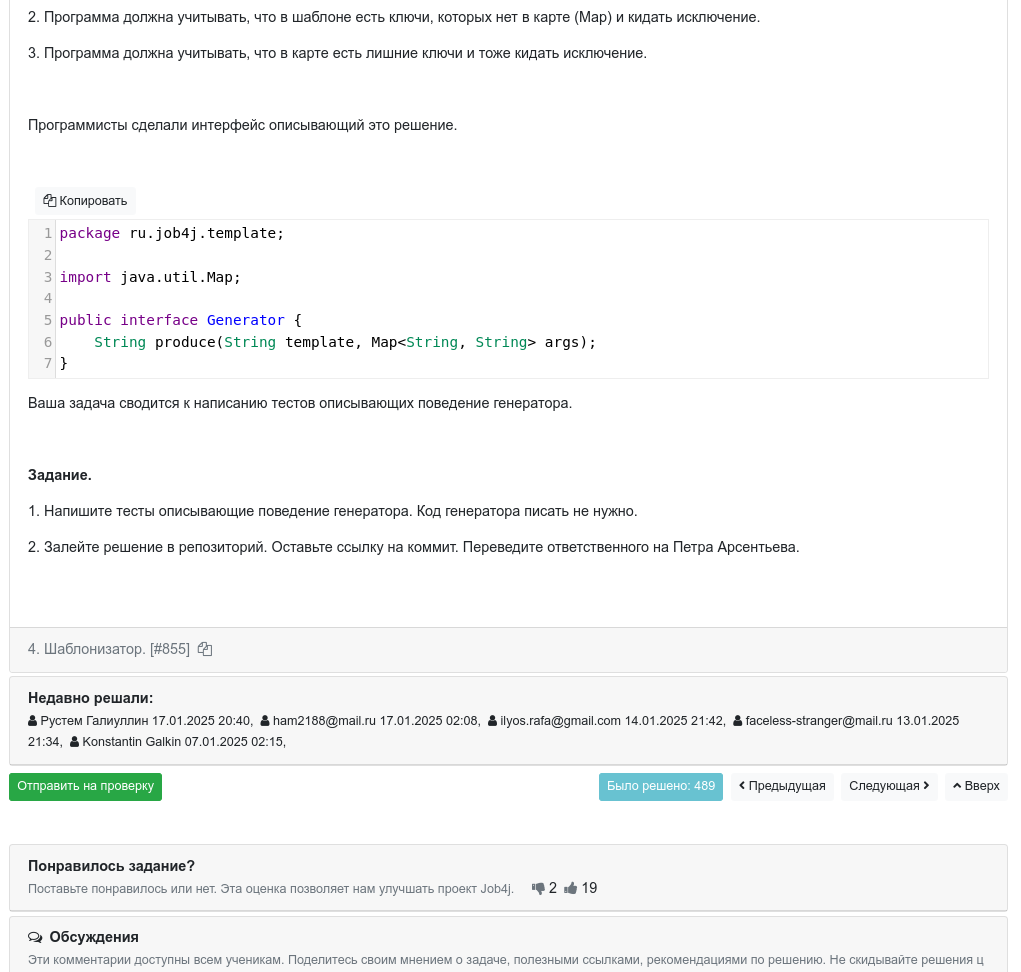 2. Программа должна учитывать, что в шаблоне есть ключи, которых нет в карте (Map) и кидать исключение.
3. Программа должна учитывать, что в карте есть лишние ключи и тоже кидать исключение.
Программисты сделали интерфейс описывающий это решение.
Копировать
1 package ru.job4j.template;
2
3 import java.util.Map;
4
5 public interface Generator {
6     String produce(String template, Map<String, String> args);
7 }
Ваша задача сводится к написанию тестов описывающих поведение генератора.
Задание.
1. Напишите тесты описывающие поведение генератора. Код генератора писать не нужно.
2. Залейте решение в репозиторий. Оставьте ссылку на коммит. Переведите ответственного на Петра Арсентьева.
4. Шаблонизатор. [#855]
Недавно решали:
Рустем Галиуллин 17.01.2025 20:40, ham2188@mail.ru 17.01.2025 02:08, ilyos.rafa@gmail.com 14.01.2025 21:42, faceless-stranger@mail.ru 13.01.2025
21:34, Konstantin Galkin 07.01.2025 02:15,
Отправить на проверку Было решено: 489 Предыдущая Следующая Вверх
Понравилось задание?
Поставьте понравилось или нет. Эта оценка позволяет нам улучшать проект Job4j. 2 19
Обсуждения
Эти комментарии доступны всем ученикам. Поделитесь своим мнением о задаче, полезными ссылками, рекомендациями по решению. Не скидывайте решения ц